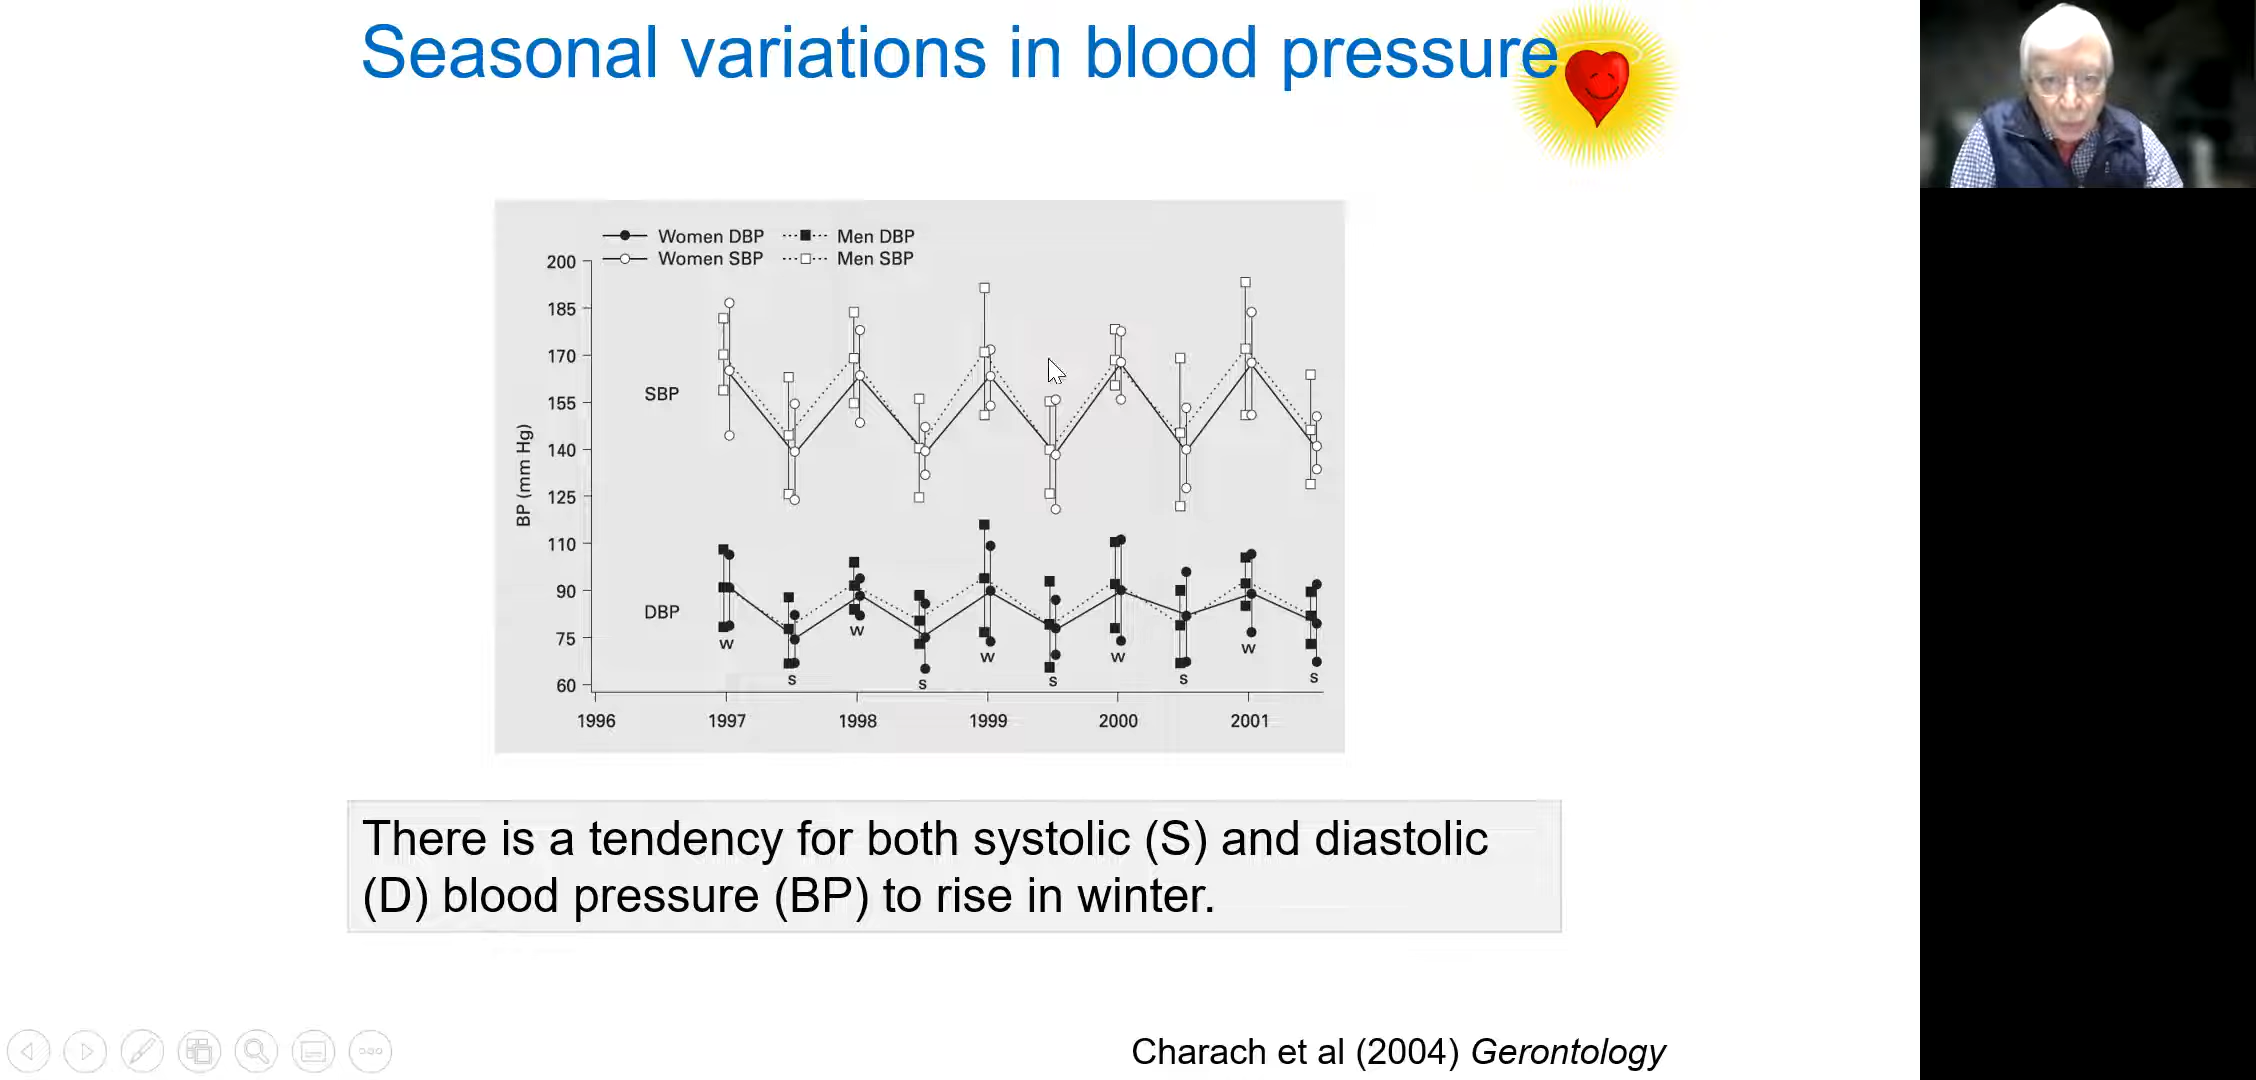 Seasonal variations in blood pressure
Women DBP Men DBP
Women SBP Men SBP
200
185
170
155
140
125
110
90
75
60
BP (mm Hg)
SBP
DBP
w
s
w
s
w
s
w
s
w
s
1996 1997 1998 1999 2000 2001
There is a tendency for both systolic (S) and diastolic
(D) blood pressure (BP) to rise in winter.
Charach et al (2004) Gerontology